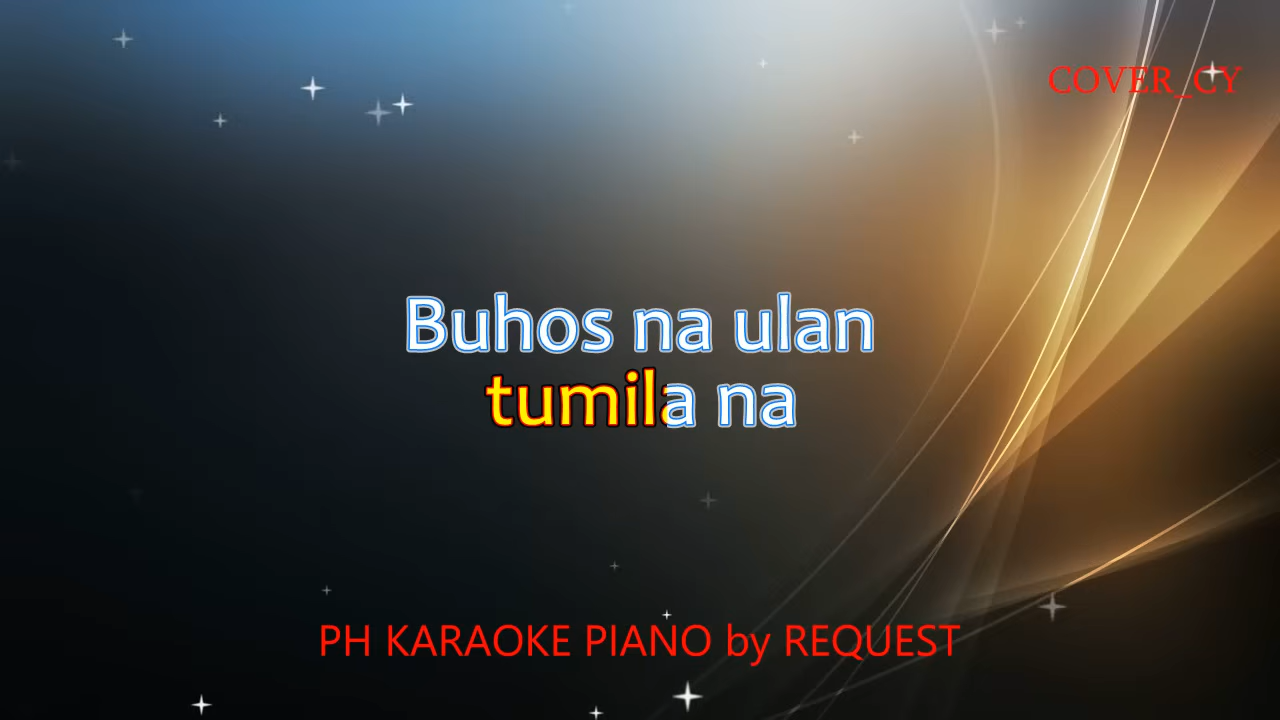 COVER_CY
Buhos na ulan
tumila na
PH KARAOKE PIANO by REQUEST